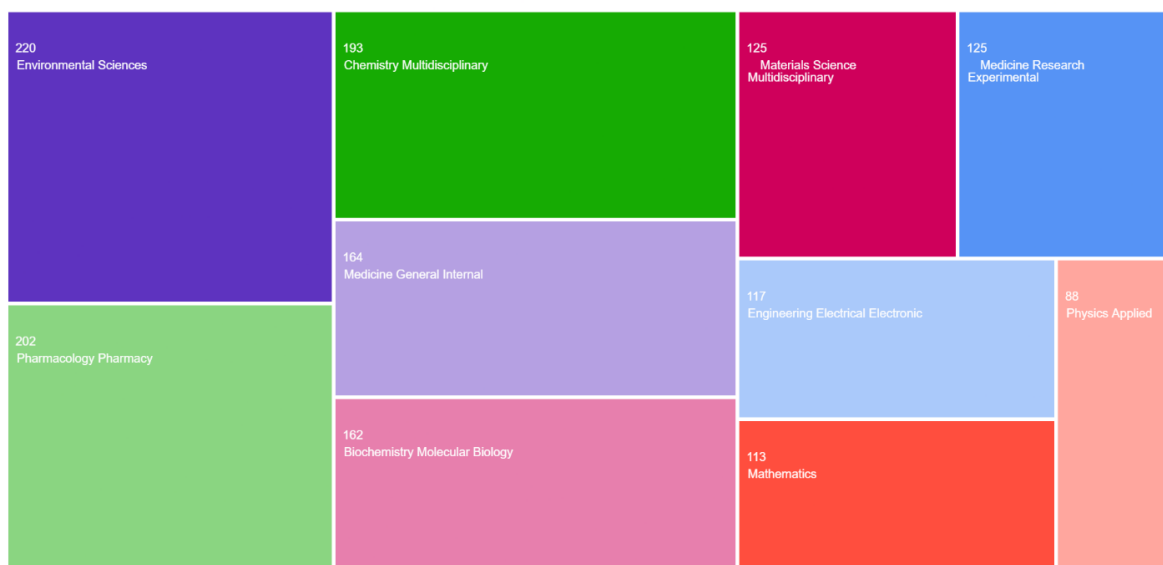 220
Environmental Sciences
202
Pharmacology Pharmacy
193
Chemistry Multidisciplinary
164
Medicine General Internal
162
Biochemistry Molecular Biology
125
Materials Science
Multidisciplinary
125
Medicine Research
Experimental
117
Engineering Electrical Electronic
113
Mathematics
88
Physics Applied